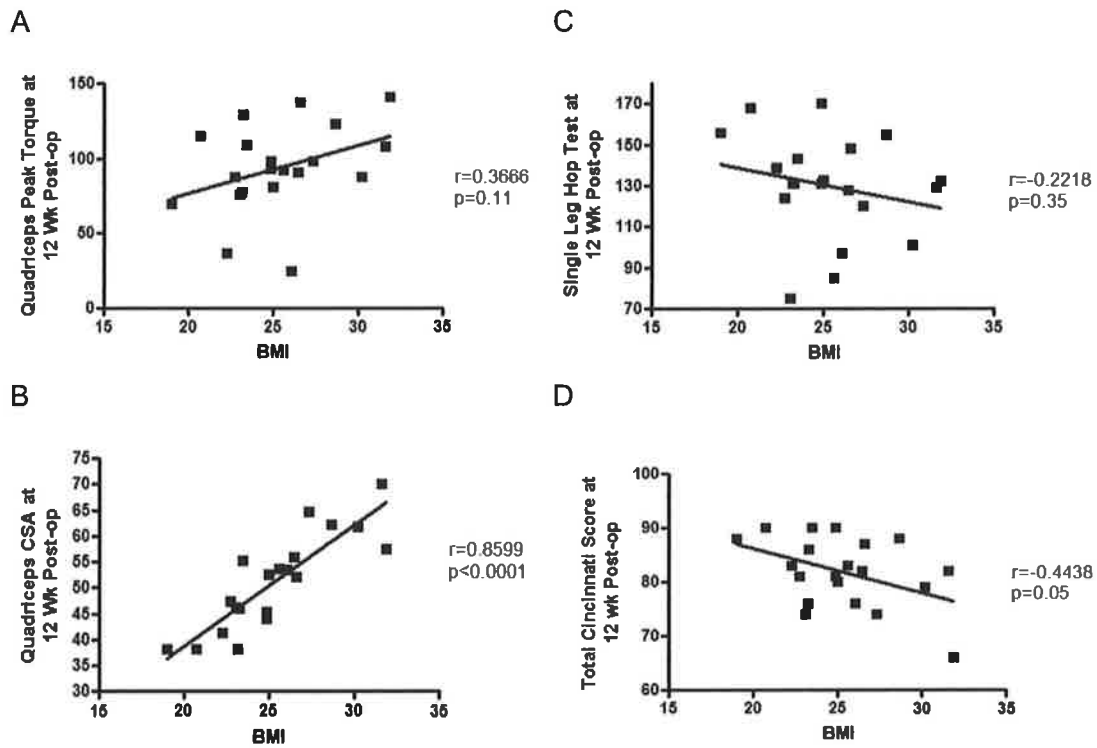 A
Quadriceps Peak Torque at
12 Wk Post-op
150
100
50
0
15 20 25 30 35
BMI
r=0.3666
p=0.11
C
Single Leg Hop Test at
12 Wk Post-op
170
150
130
110
90
70
15 20 25 30 35
BMI
r=-0.2218
p=0.35
B
Quadriceps CSA at
12 Wk Post-op
75
70
65
60
55
50
45
40
35
30
15 20 25 30 35
BMI
r=0.8599
p<0.0001
D
Total Cincinnati Score at
12 wk Post-op
100
90
80
70
60
15 20 25 30 35
BMI
r=-0.4438
p=0.05